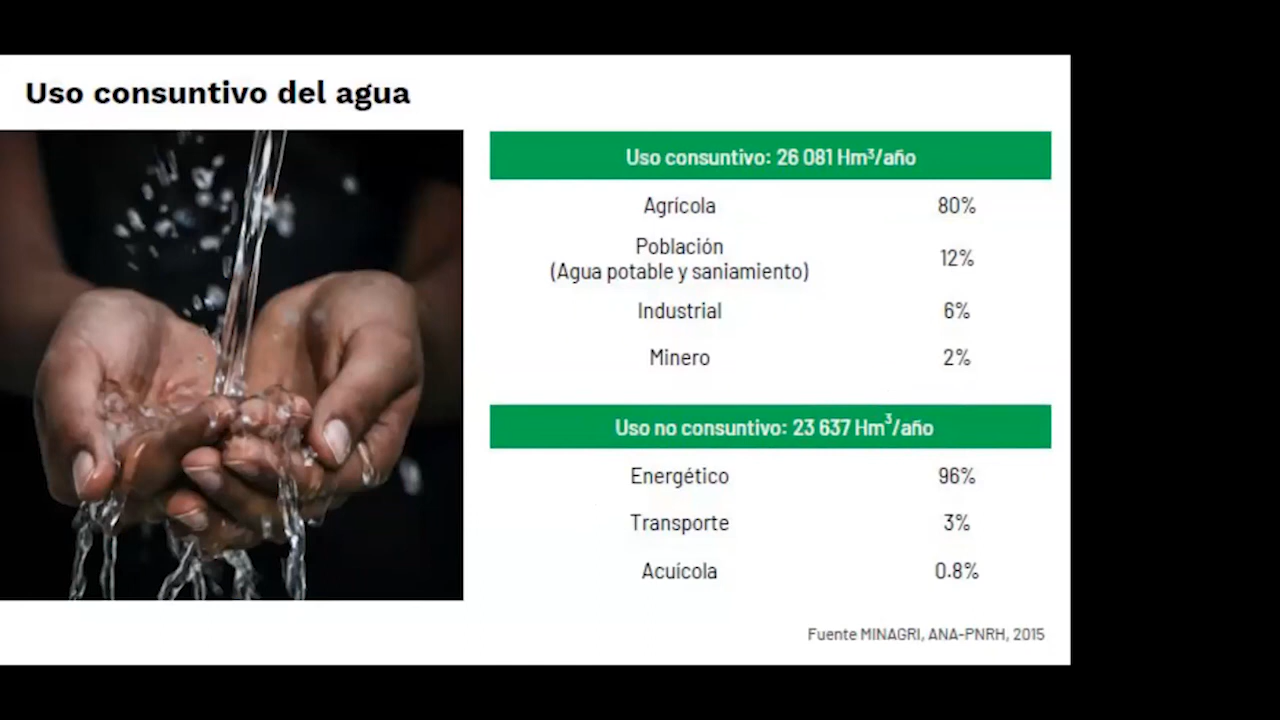 Uso consuntivo del agua
Uso consuntivo: 26 081 Hm³/año
Agrícola 80%
Población
(Agua potable y saniamiento) 12%
Industrial 6%
Minero 2%
Uso no consuntivo: 23 637 Hm³/año
Energético 96%
Transporte 3%
Acuícola 0.8%
Fuente MINAGRI, ANA-PNRH, 2015